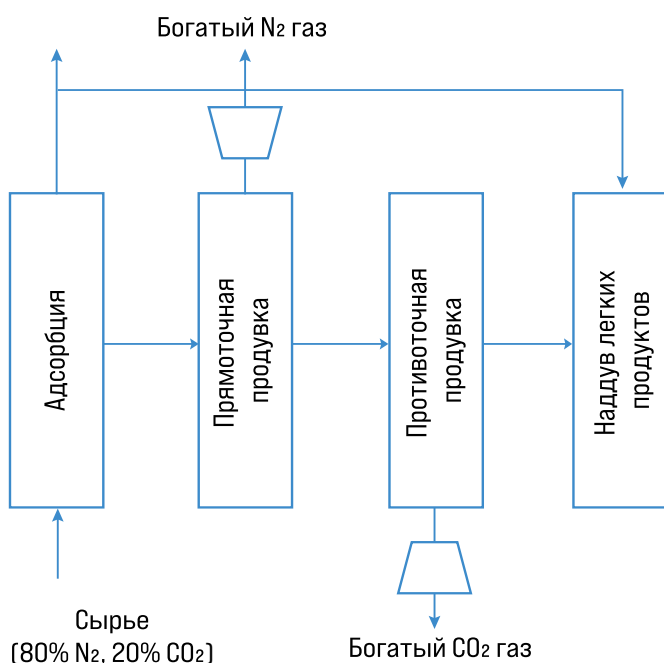 Богатый N₂ газ
Адсорбция
Прямоточная
продувка
Противоточная
продувка
Наддув легких
продуктов
Сырье
(80% N₂, 20% CO₂)
Богатый CO₂ газ